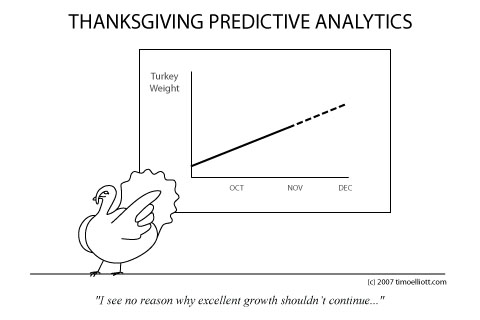 THANKSGIVING PREDICTIVE ANALYTICS
Turkey
Weight
OCT NOV DEC
(c) 2007 timoelliott.com
"I see no reason why excellent growth shouldn't continue..."